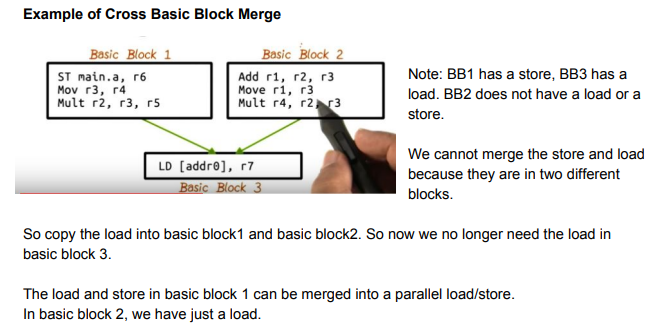 Example of Cross Basic Block Merge
Basic Block 1
ST main.a, r6
Mov r3, r4
Mult r2, r3, r5
Basic Block 2
Add r1, r2, r3
Move r1, r3
Mult r4, r2, r3
LD [addr0], r7
Basic Block 3
Note: BB1 has a store, BB3 has a
load. BB2 does not have a load or a
store.
We cannot merge the store and load
because they are in two different
blocks.
So copy the load into basic block1 and basic block2. So now we no longer need the load in
basic block 3.
The load and store in basic block 1 can be merged into a parallel load/store.
In basic block 2, we have just a load.